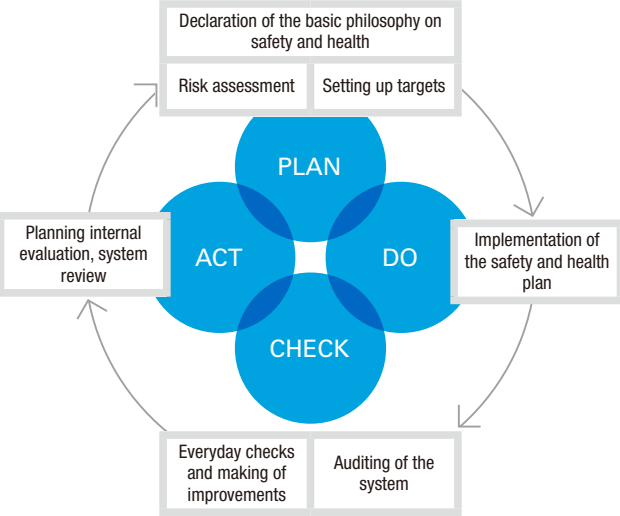 Declaration of the basic philosophy on
safety and health
Risk assessment
Setting up targets
PLAN
ACT
DO
CHECK
Planning internal
evaluation, system
review
Implementation of
the safety and health
plan
Everyday checks
and making of
improvements
Auditing of the
system